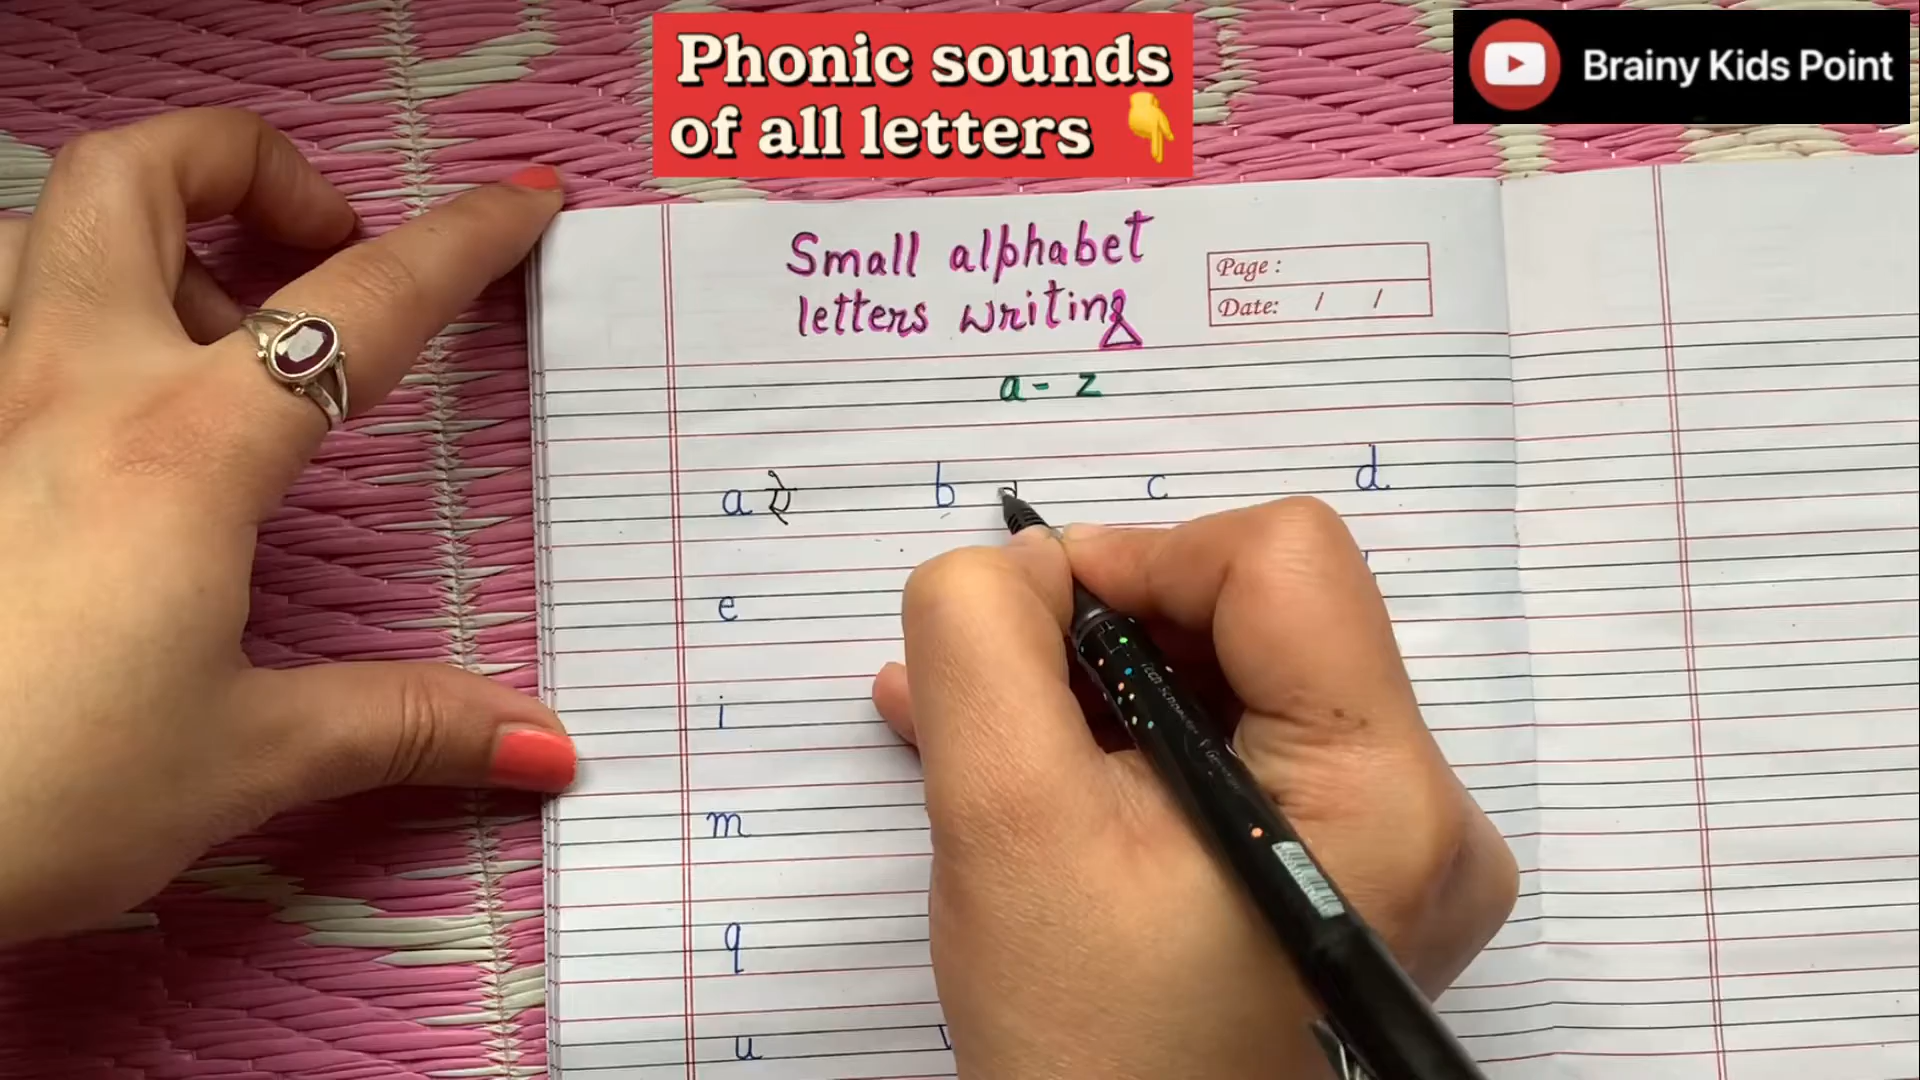 Phonic sounds
of all letters 👇
Brainy Kids Point
Small alphabet
letters writing
Page :
Date: / /
a - z
a ऐ b c d
e
i
m
q
u